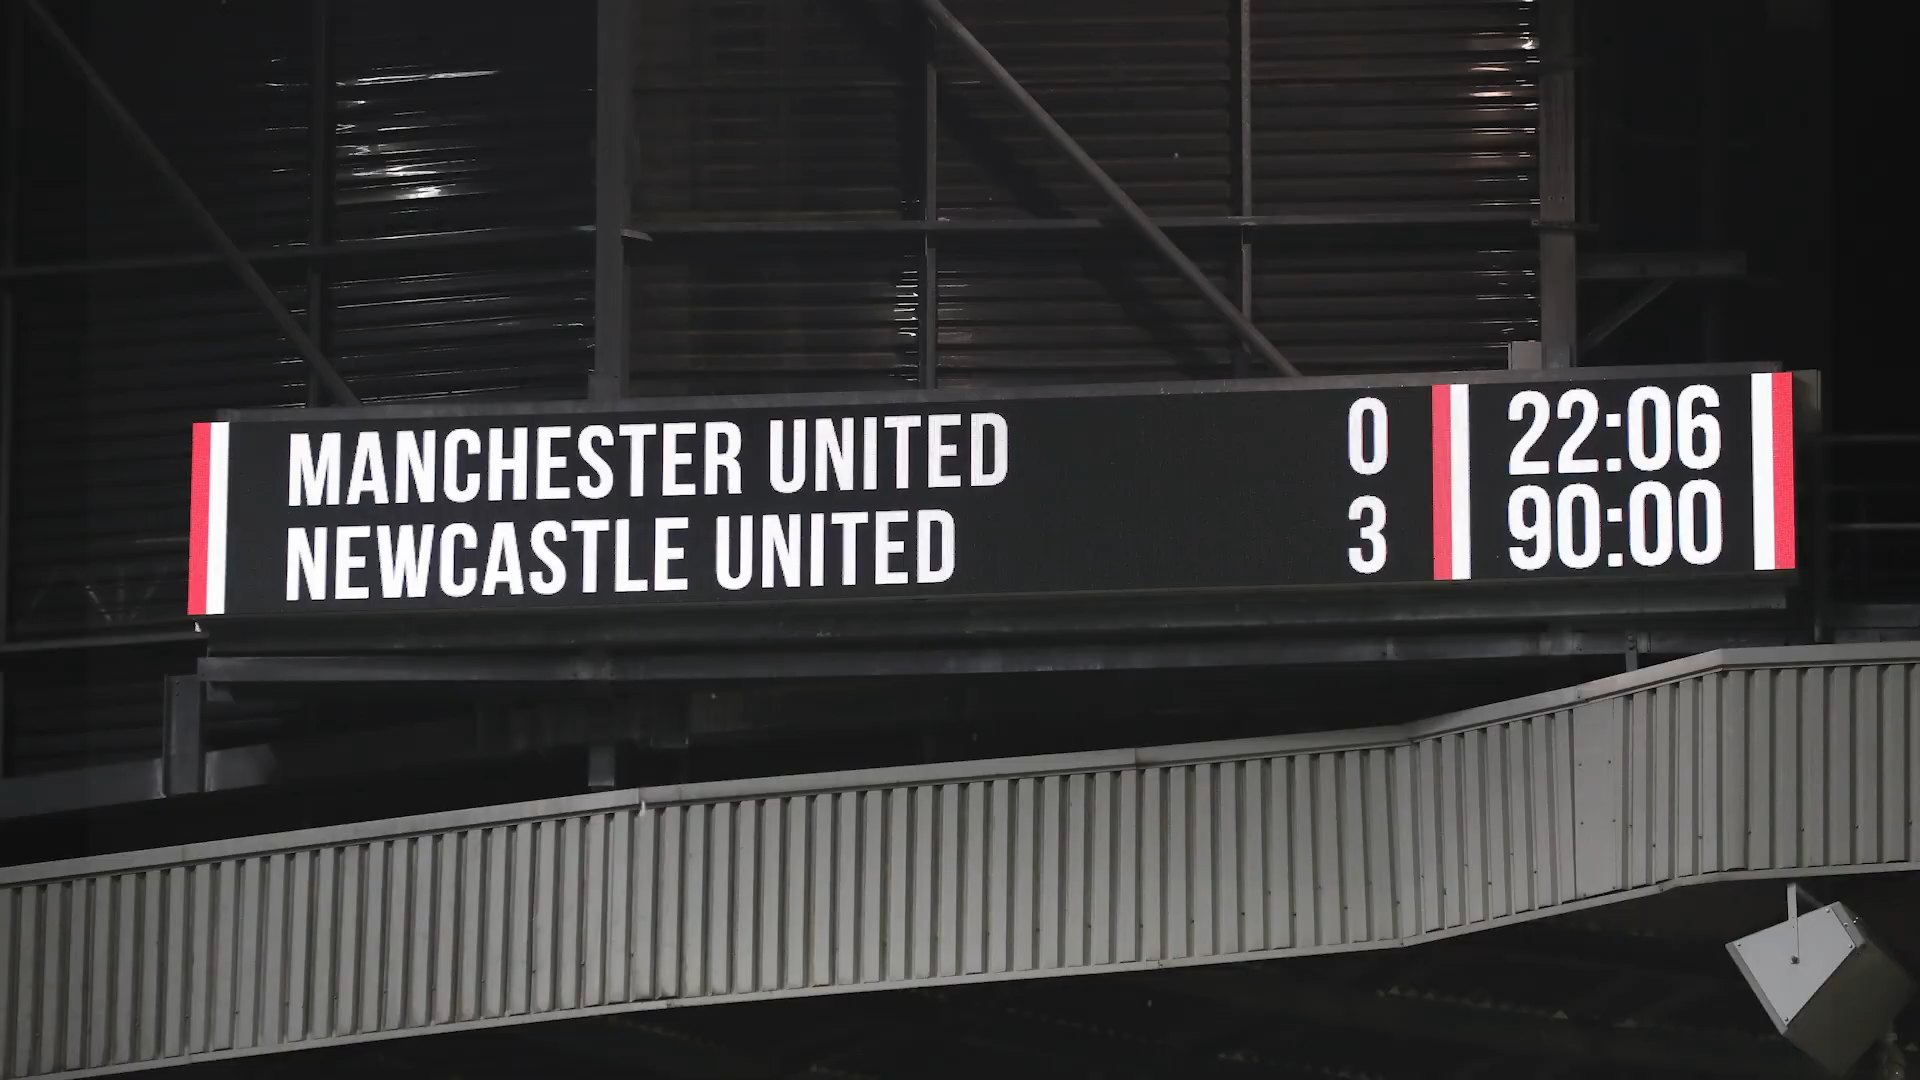 MANCHESTER UNITED 0 22:06
NEWCASTLE UNITED 3 90:00